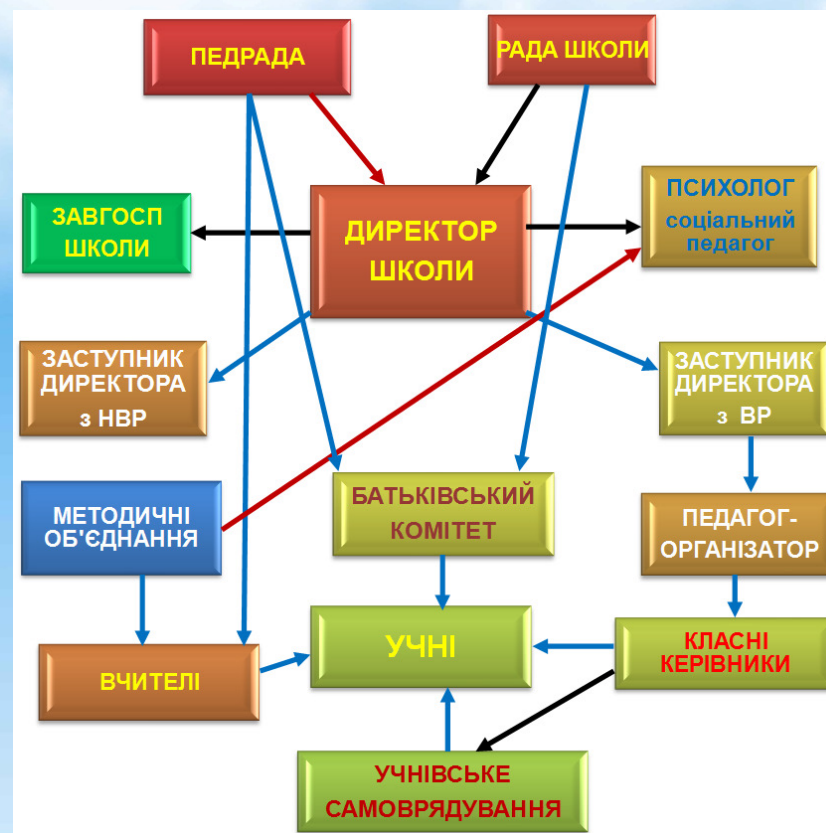 ПЕДРАДА
РАДА ШКОЛИ
ЗАВГОСП
ШКОЛИ
ДИРЕКТОР
ШКОЛИ
ПСИХОЛОГ
соціальний
педагог
ЗАСТУПНИК
ДИРЕКТОРА
з НВР
ЗАСТУПНИК
ДИРЕКТОРА
з ВР
МЕТОДИЧНІ
ОБ'ЄДНАННЯ
БАТЬКІВСЬКИЙ
КОМІТЕТ
ПЕДАГОГ-
ОРГАНІЗАТОР
ВЧИТЕЛІ
УЧНІ
КЛАСНІ
КЕРІВНИКИ
УЧНІВСЬКЕ
САМОВРЯДУВАННЯ